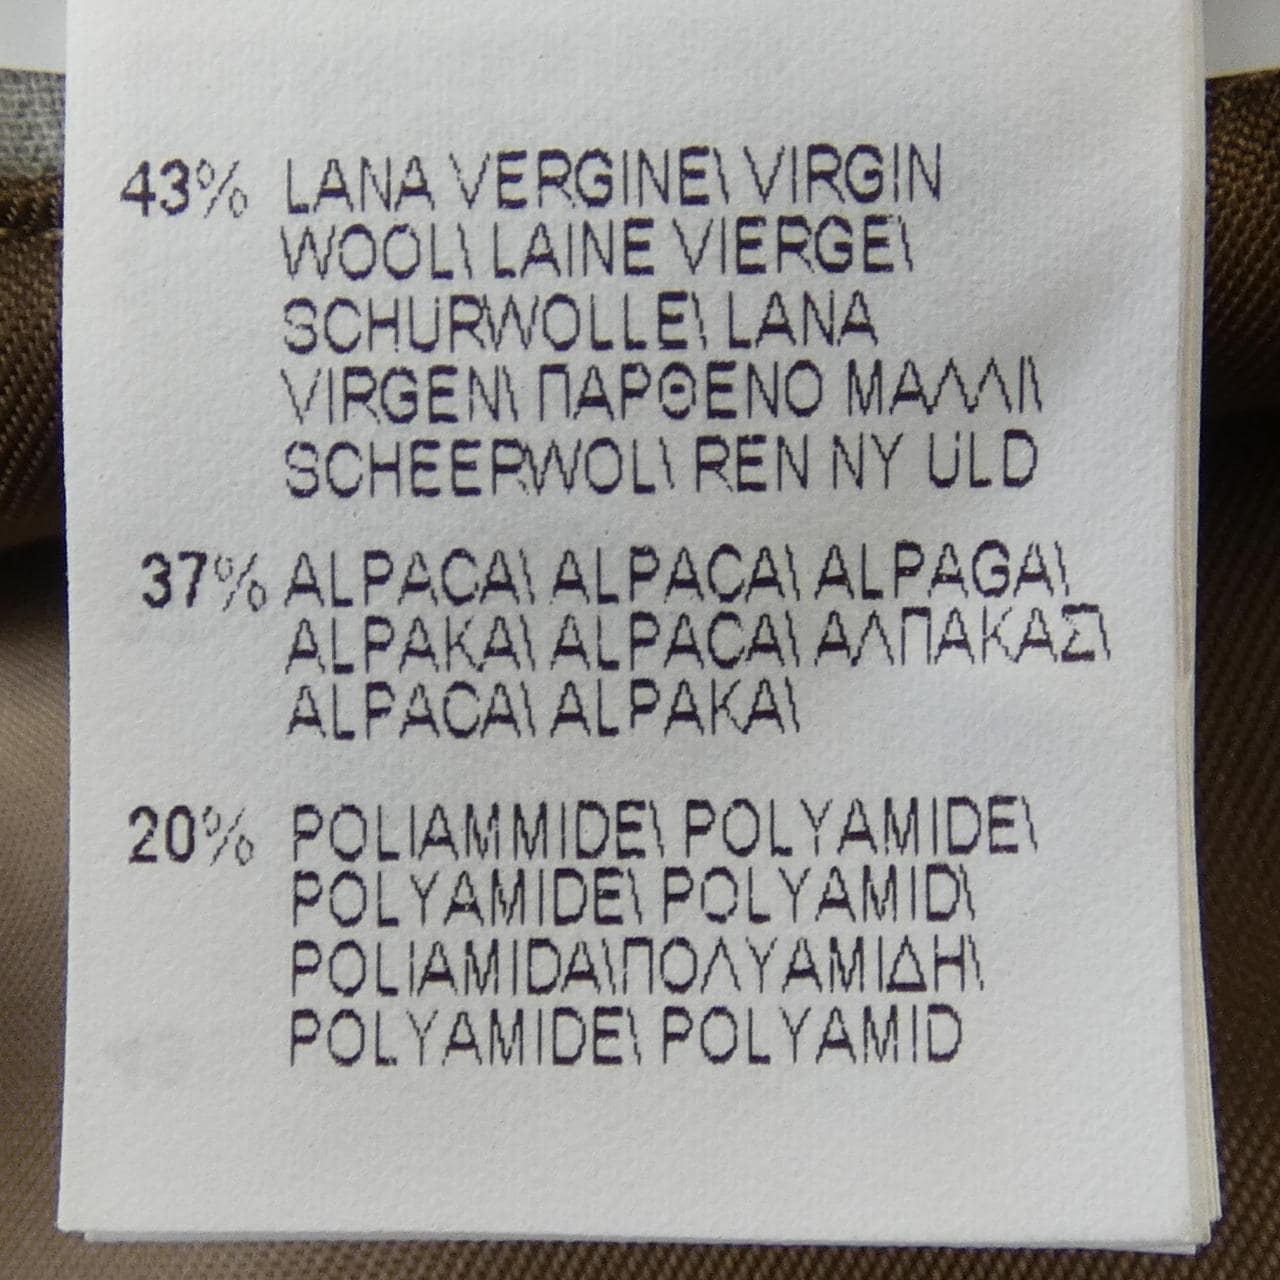 43% LANA VERGINE\ VIRGIN
WOOL\ LAINE VIERGE\
SCHURWOLLE\ LANA
VIRGEN\ ΠΑΡΘΕΝΟ ΜΑΛΛΙ\
SCHEERWOL\ REN NY ULD
37% ALPACA\ ALPACA\ ALPAGA\
ALPAKA\ ALPACA\ ΑΛΠΑΚΑΣ\
ALPACA\ ALPAKA\
20% POLIAMMIDE\ POLYAMIDE\
POLYAMIDE\ POLYAMID\
POLIAMIDA\ΠΟΛΥΑΜΙΔΗ\
POLYAMIDE\ POLYAMID